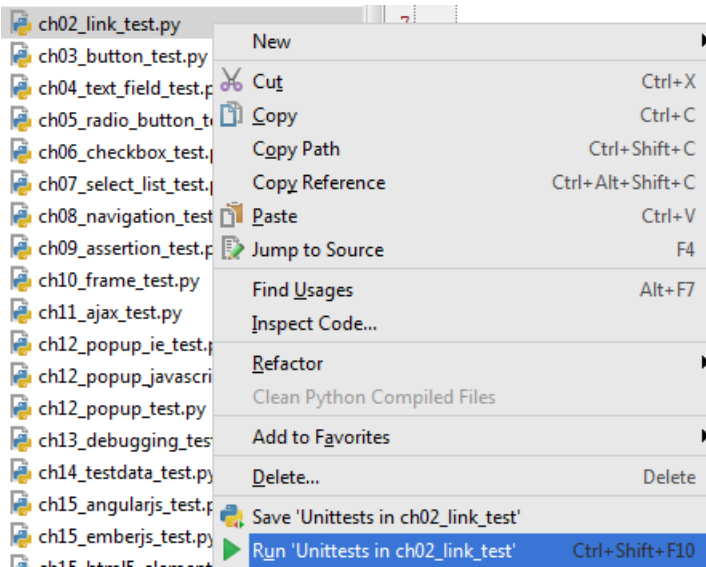 ch02_link_test.py
7
ch03_button_test.py
ch04_text_field_test.p
ch05_radio_button_t
ch06_checkbox_test.
ch07_select_list_test.
ch08_navigation_test
ch09_assertion_test.p
ch10_frame_test.py
ch11_ajax_test.py
ch12_popup_ie_test.p
ch12_popup_javascri
ch12_popup_test.py
ch13_debugging_tes
ch14_testdata_test.py
ch15_angularjs_test.p
ch15_emberjs_test.py
ch15_html5_element
New
Cut Ctrl+X
Copy Ctrl+C
Copy Path Ctrl+Shift+C
Copy Reference Ctrl+Alt+Shift+C
Paste Ctrl+V
Jump to Source F4
Find Usages Alt+F7
Inspect Code...
Refactor
Clean Python Compiled Files
Add to Favorites
Delete... Delete
Save 'Unittests in ch02_link_test'
Run 'Unittests in ch02_link_test' Ctrl+Shift+F10